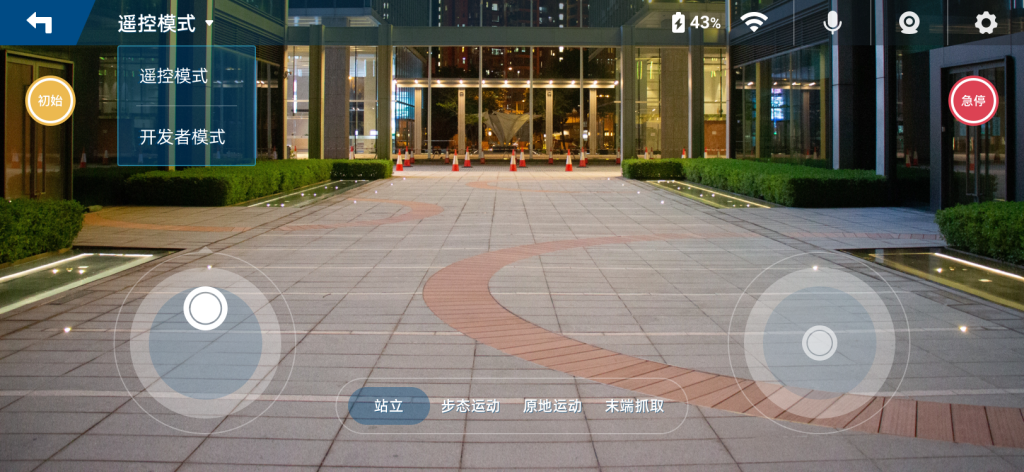 遥控模式
43%
遥控模式
初始
急停
开发者模式
站立 步态运动 原地运动 末端抓取